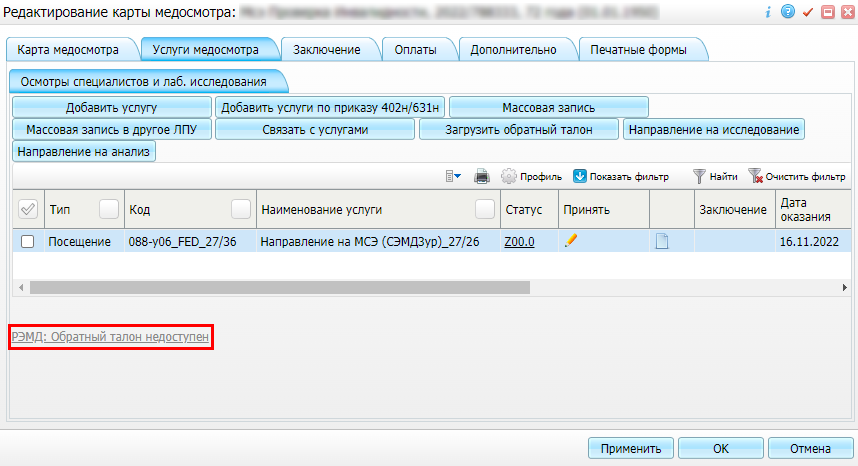 Редактирование карты медосмотра:
Карта медосмотра Услуги медосмотра Заключение Оплаты Дополнительно Печатные формы
Осмотры специалистов и лаб. исследования
Добавить услугу Добавить услуги по приказу 402н/631н Массовая запись
Массовая запись в другое ЛПУ Связать с услугами Загрузить обратный талон Направление на исследование
Направление на анализ
Профиль Показать фильтр Найти Очистить фильтр
Тип Код Наименование услуги Статус Принять Заключение Дата
оказания
Посещение 088-у06_FED_27/36 Направление на МСЭ (СЭМД3ур)_27/26 Z00.0 16.11.2022
РЭМД: Обратный талон недоступен
Применить ОК Отмена